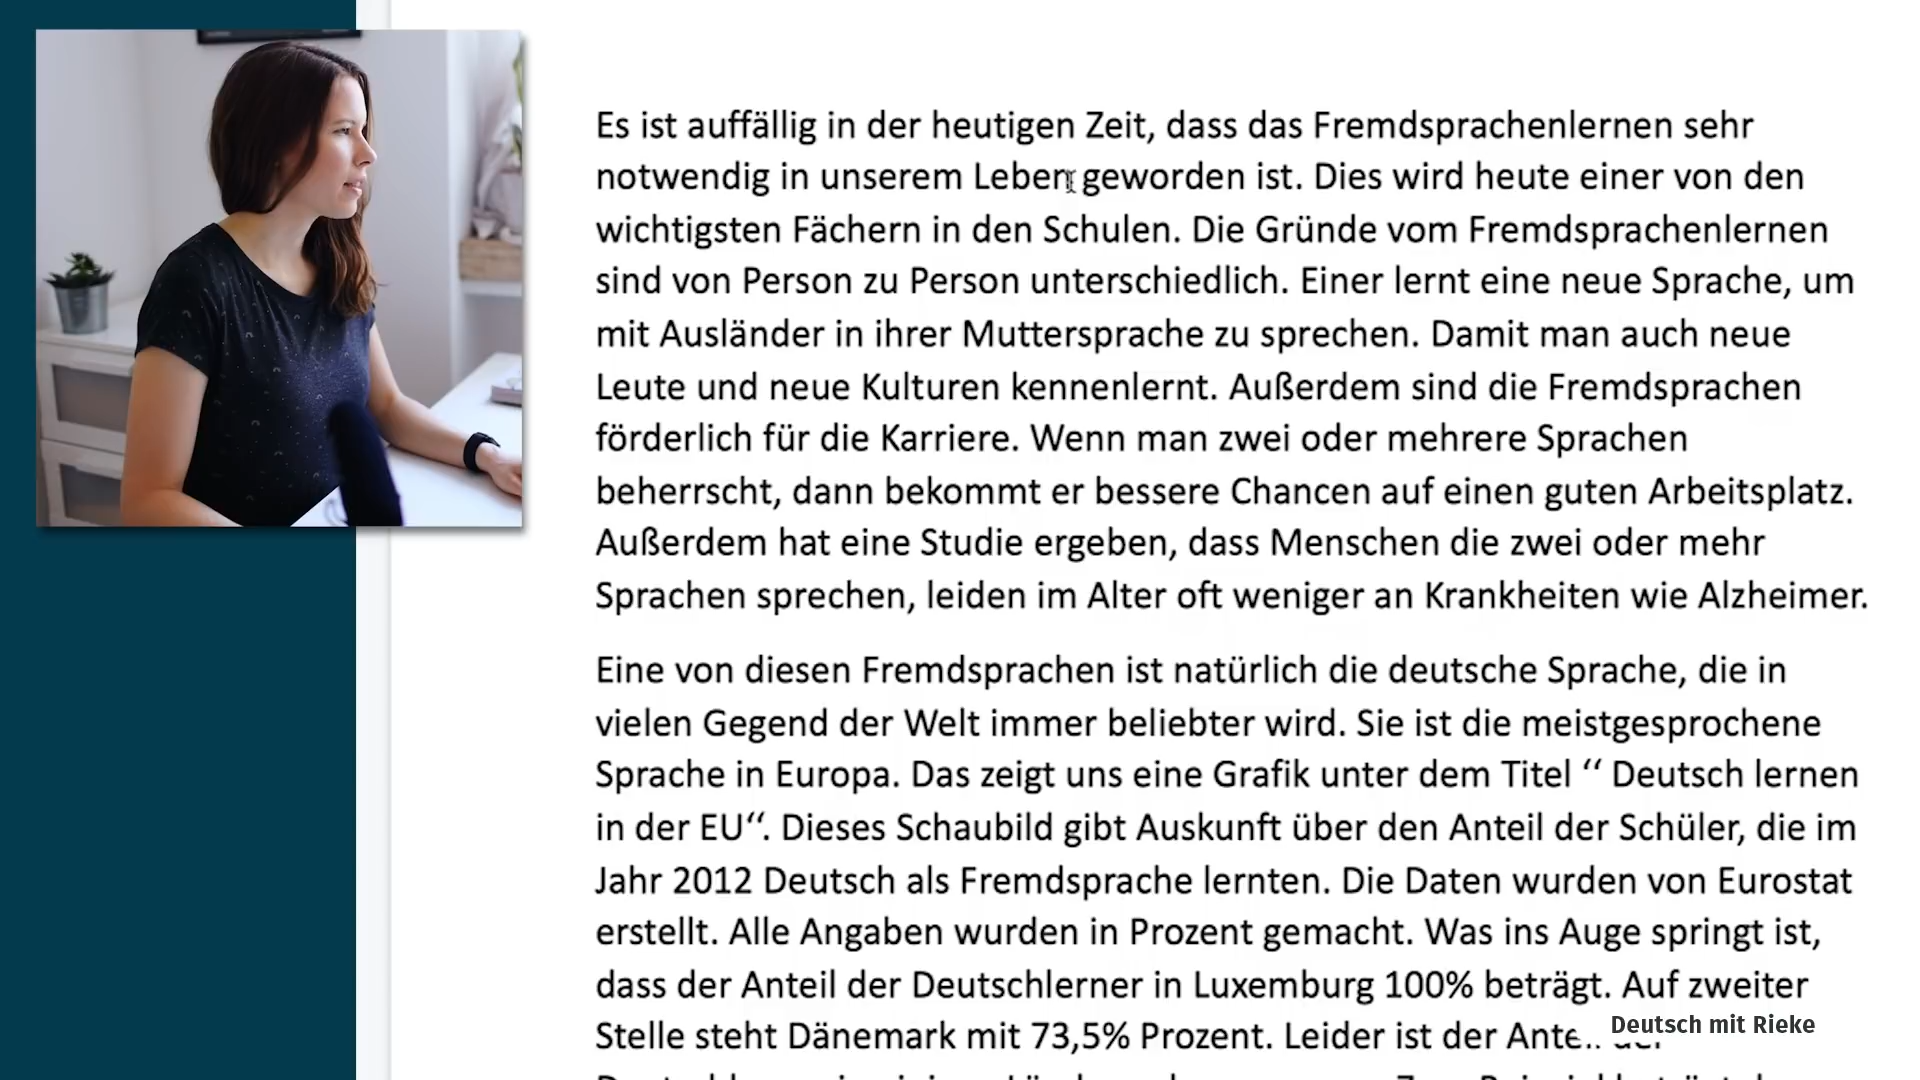 Es ist auffällig in der heutigen Zeit, dass das Fremdsprachenlernen sehr
notwendig in unserem Leben geworden ist. Dies wird heute einer von den
wichtigsten Fächern in den Schulen. Die Gründe vom Fremdsprachenlernen
sind von Person zu Person unterschiedlich. Einer lernt eine neue Sprache, um
mit Ausländer in ihrer Muttersprache zu sprechen. Damit man auch neue
Leute und neue Kulturen kennenlernt. Außerdem sind die Fremdsprachen
förderlich für die Karriere. Wenn man zwei oder mehrere Sprachen
beherrscht, dann bekommt er bessere Chancen auf einen guten Arbeitsplatz.
Außerdem hat eine Studie ergeben, dass Menschen die zwei oder mehr
Sprachen sprechen, leiden im Alter oft weniger an Krankheiten wie Alzheimer.
Eine von diesen Fremdsprachen ist natürlich die deutsche Sprache, die in
vielen Gegend der Welt immer beliebter wird. Sie ist die meistgesprochene
Sprache in Europa. Das zeigt uns eine Grafik unter dem Titel “ Deutsch lernen
in der EU“. Dieses Schaubild gibt Auskunft über den Anteil der Schüler, die im
Jahr 2012 Deutsch als Fremdsprache lernten. Die Daten wurden von Eurostat
erstellt. Alle Angaben wurden in Prozent gemacht. Was ins Auge springt ist,
dass der Anteil der Deutschlerner in Luxemburg 100% beträgt. Auf zweiter
Stelle steht Dänemark mit 73,5% Prozent. Leider ist der
Deutsch mit Rieke